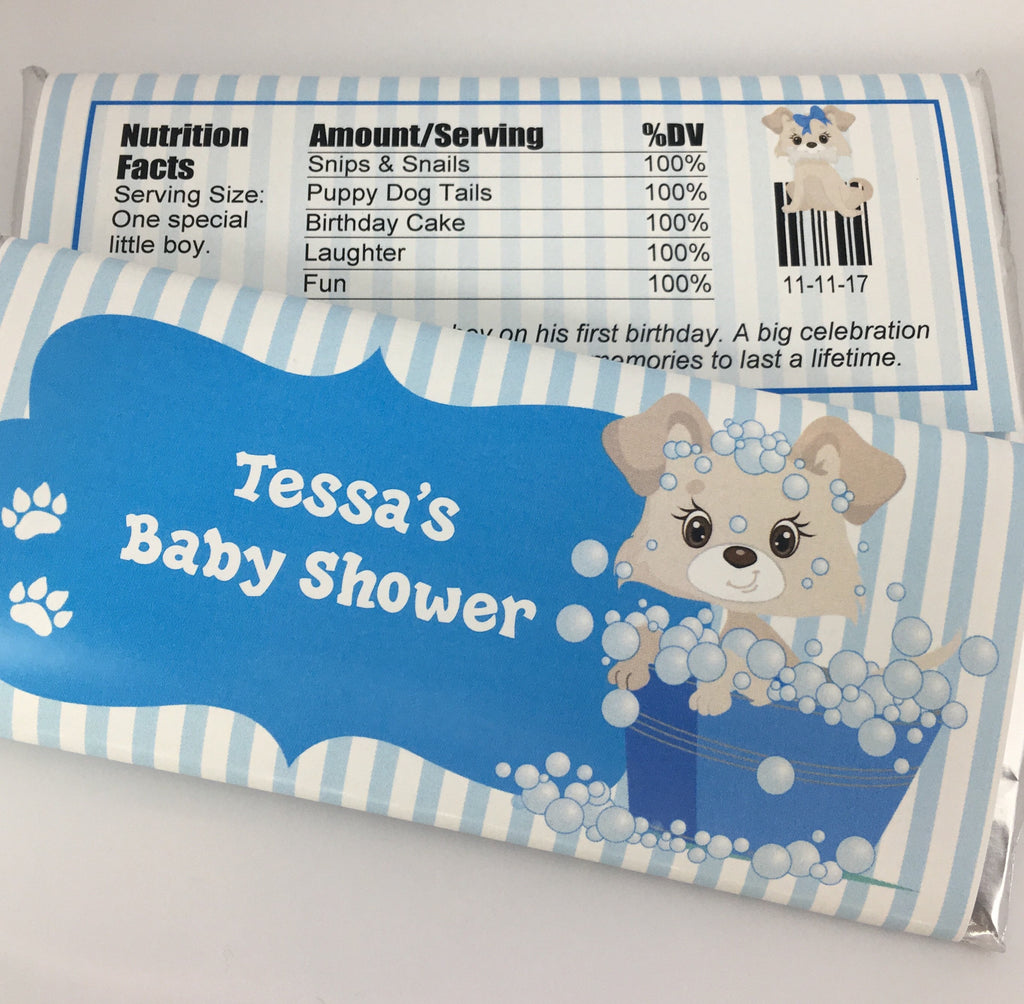 Nutrition Facts
Serving Size:
One special
little boy.
Amount/Serving %DV
Snips & Snails 100%
Puppy Dog Tails 100%
Birthday Cake 100%
Laughter 100%
Fun 100%
11-11-17
boy on his first birthday. A big celebration
memories to last a lifetime.
Tessa's
Baby Shower